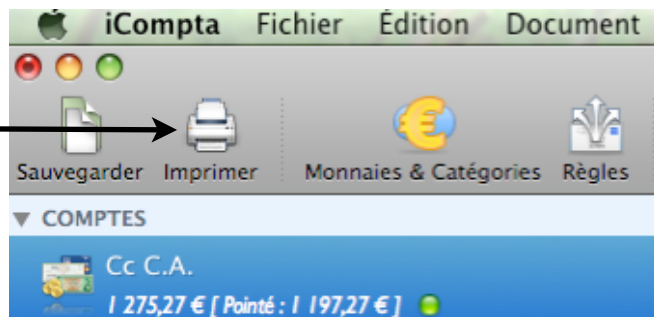 iCompta Fichier Édition Document
Sauvegarder Imprimer Monnaies & Catégories Règles
▼ COMPTES
Cc C.A.
1 275,27 € [ Pointé : 1 197,27 € ]